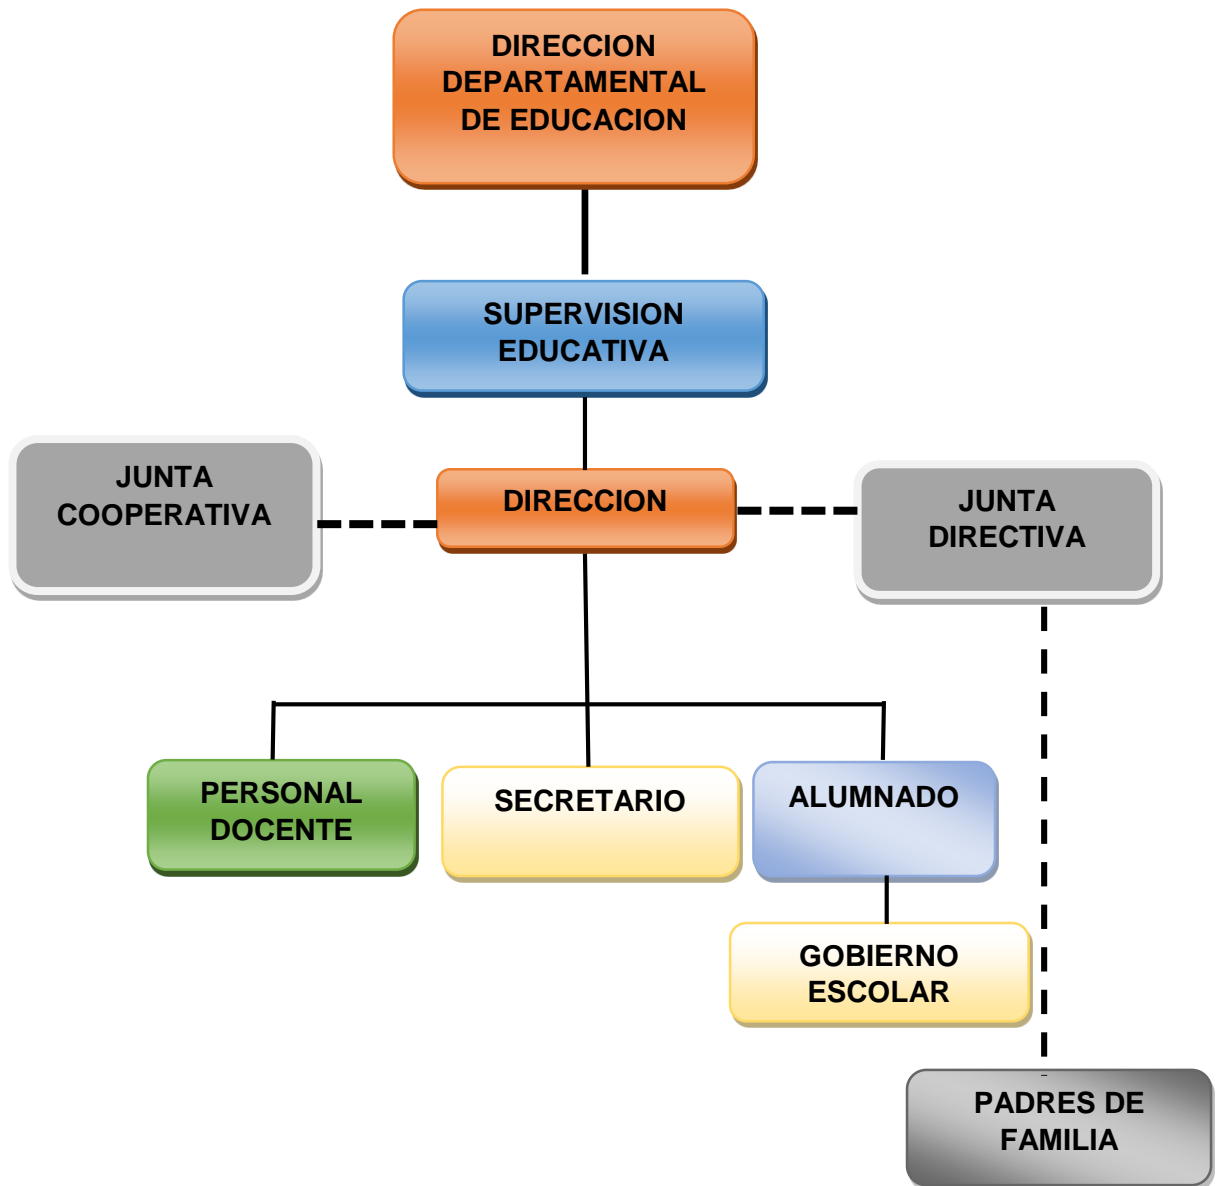 DIRECCION
DEPARTAMENTAL
DE EDUCACION
SUPERVISION
EDUCATIVA
JUNTA
COOPERATIVA
DIRECCION
JUNTA
DIRECTIVA
PERSONAL
DOCENTE
SECRETARIO
ALUMNADO
GOBIERNO
ESCOLAR
PADRES DE
FAMILIA